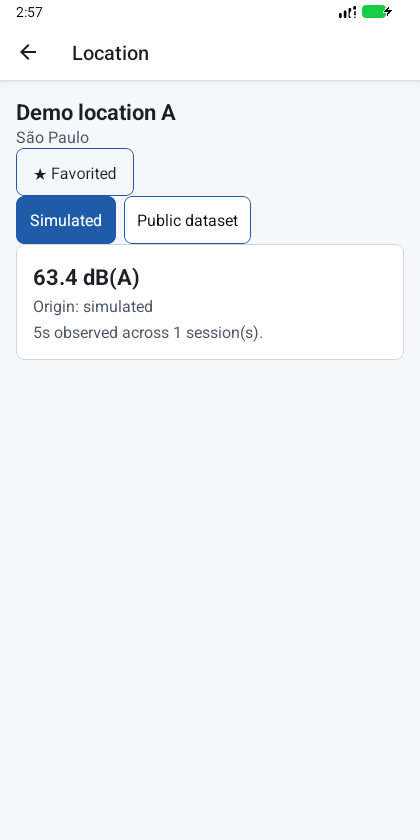 2:57
Location
Demo location A
São Paulo
★ Favorited
Simulated
Public dataset
63.4 dB(A)
Origin: simulated
5s observed across 1 session(s).